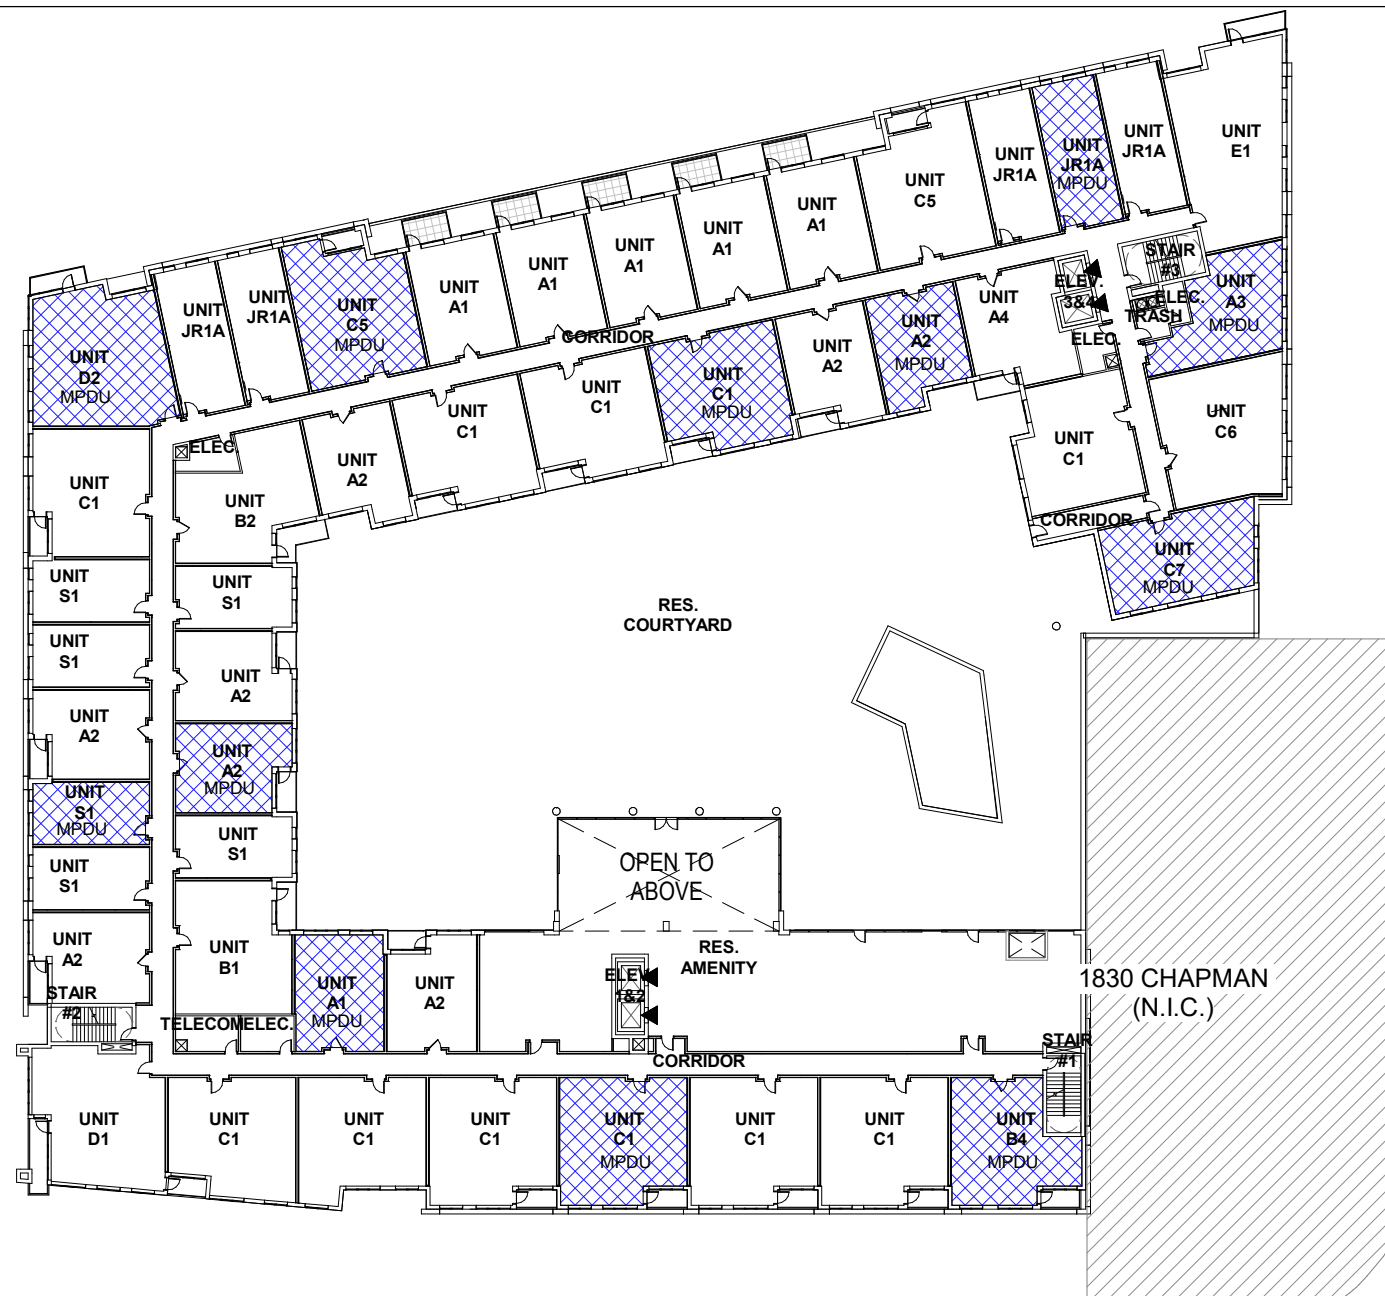 UNIT
E1
UNIT
JR1A
UNIT
JR1A
MPDU
UNIT
JR1A
UNIT
C5
UNIT
A1
UNIT
A1
UNIT
A1
UNIT
A1
UNIT
A1
UNIT
C5
MPDU
UNIT
JR1A
UNIT
JR1A
UNIT
D2
MPDU
STAIR
#3
ELEV.
3&4
ELEC.
TRASH
ELEC.
UNIT
A3
MPDU
UNIT
A4
UNIT
A2
MPDU
UNIT
A2
CORRIDOR
UNIT
C1
MPDU
UNIT
C1
UNIT
C1
UNIT
A2
ELEC.
UNIT
B2
UNIT
C6
UNIT
C1
CORRIDOR
UNIT
C7
MPDU
UNIT
C1
UNIT
S1
UNIT
S1
UNIT
S1
UNIT
A2
UNIT
A2
UNIT
A2
MPDU
UNIT
S1
MPDU
UNIT
S1
UNIT
S1
UNIT
A2
UNIT
B1
RES.
COURTYARD
OPEN TO
ABOVE
RES.
AMENITY
ELEV.
1&2
UNIT
A1
MPDU
UNIT
A2
STAIR
#2
TELECOM
ELEC.
CORRIDOR
STAIR
#1
1830 CHAPMAN
(N.I.C.)
UNIT
D1
UNIT
C1
UNIT
C1
UNIT
C1
UNIT
C1
MPDU
UNIT
C1
UNIT
C1
UNIT
B4
MPDU